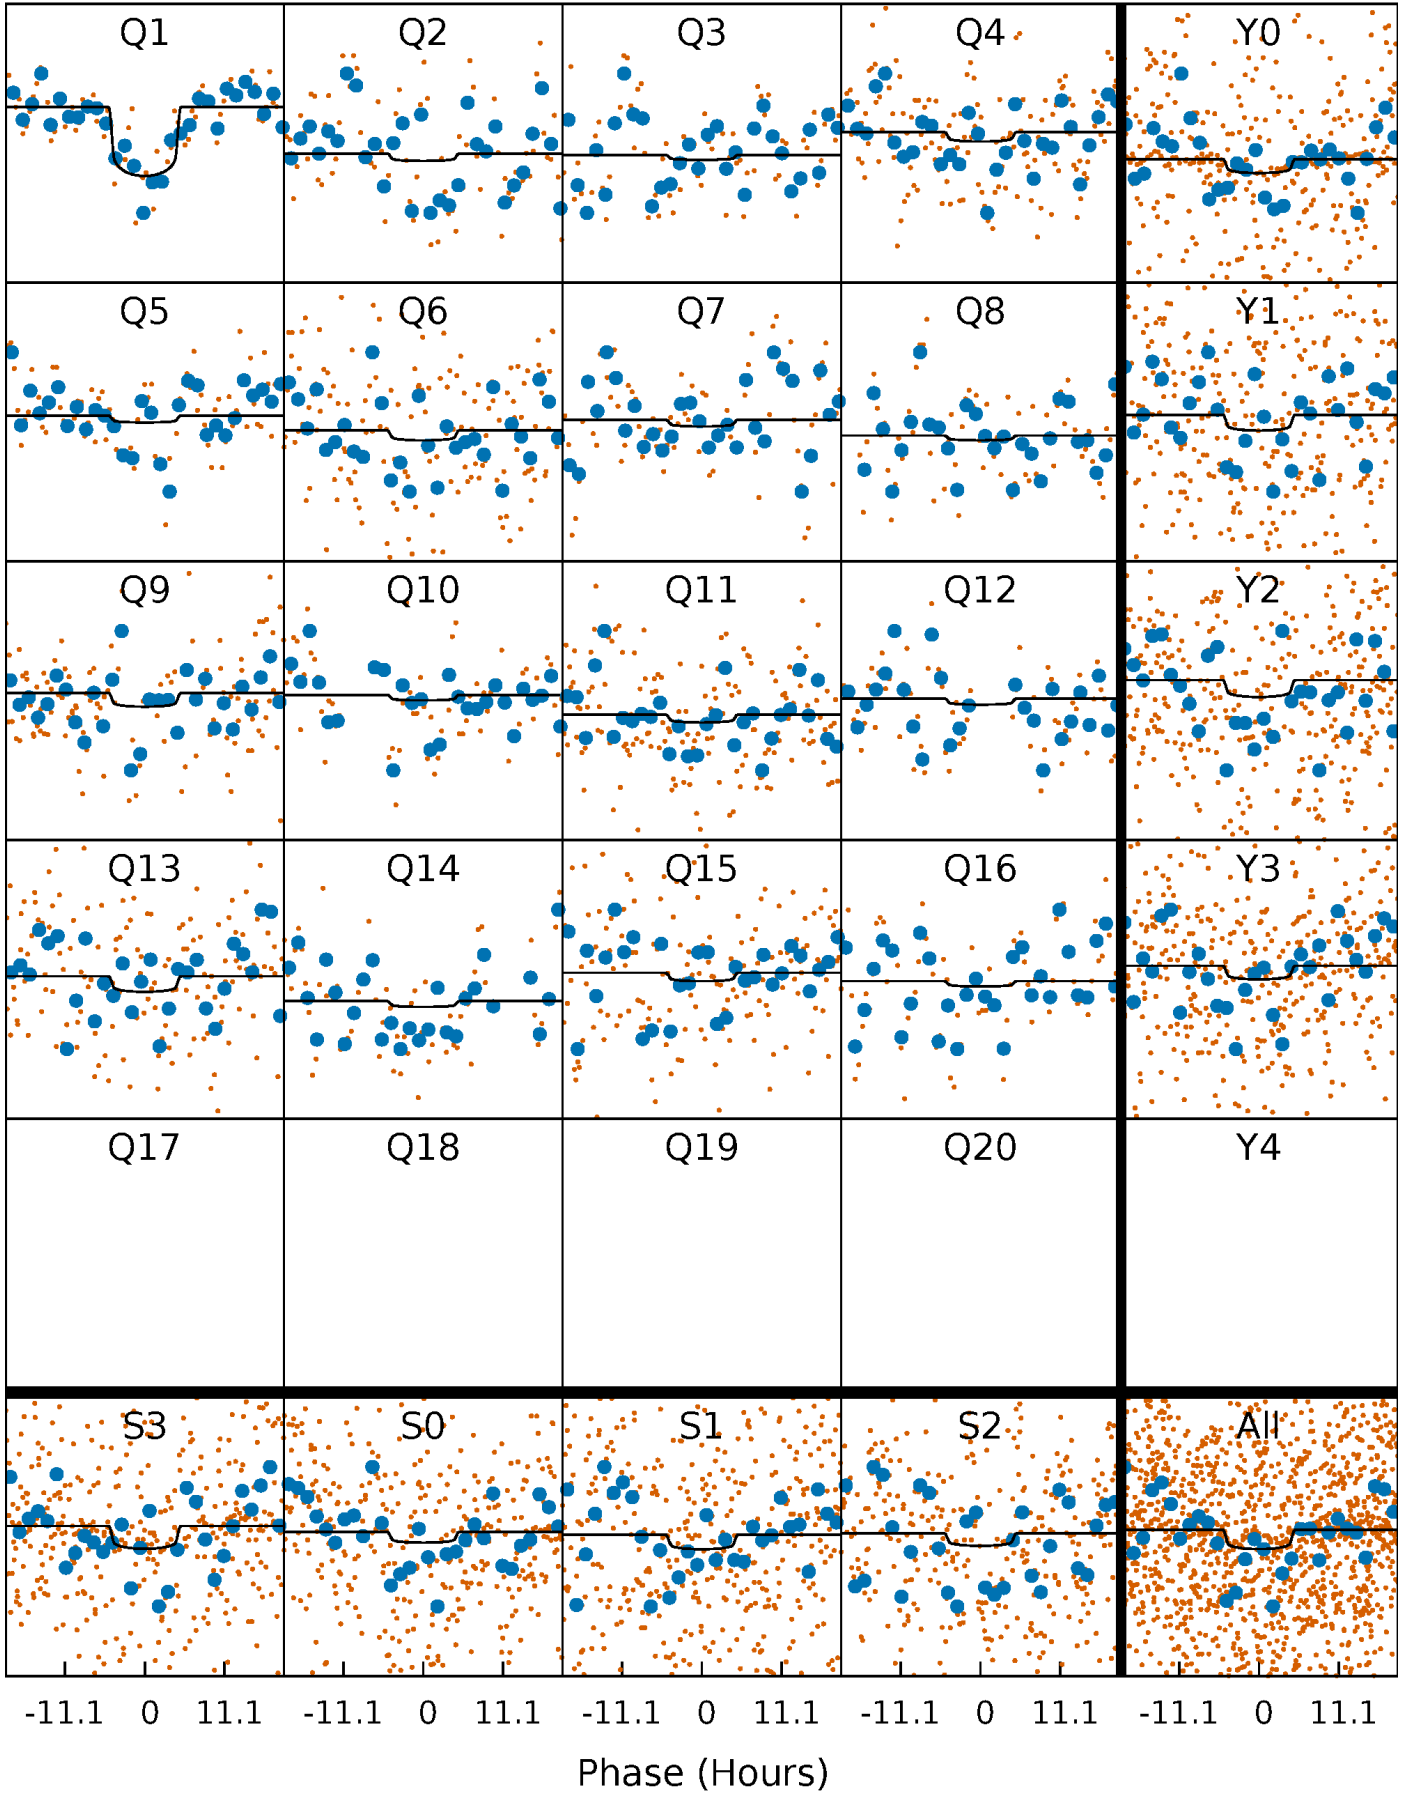 Q1 Q2 Q3 Q4 Y0
Q5 Q6 Q7 Q8 Y1
Q9 Q10 Q11 Q12 Y2
Q13 Q14 Q15 Q16 Y3
Q17 Q18 Q19 Q20 Y4
S3 S0 S1 S2 All
-11.1 0 11.1 -11.1 0 11.1 -11.1 0 11.1 -11.1 0 11.1 -11.1 0 11.1
Phase (Hours)